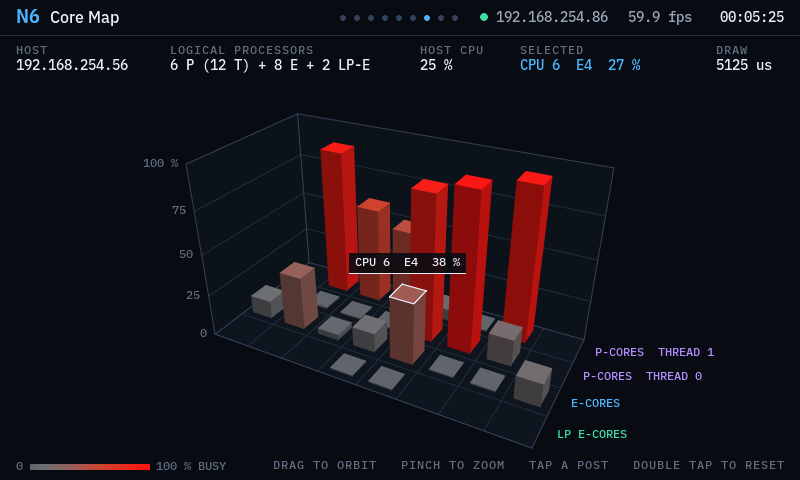 N6 Core Map 192.168.254.86 59.9 fps 00:05:25
HOST LOGICAL PROCESSORS HOST CPU SELECTED DRAW
192.168.254.56 6 P (12 T) + 8 E + 2 LP-E 25 % CPU 6 E4 27 % 5125 us
100 %
75
50
25
0
CPU 6 E4 38 %
P-CORES THREAD 1
P-CORES THREAD 0
E-CORES
LP E-CORES
0 100 % BUSY DRAG TO ORBIT PINCH TO ZOOM TAP A POST DOUBLE TAP TO RESET